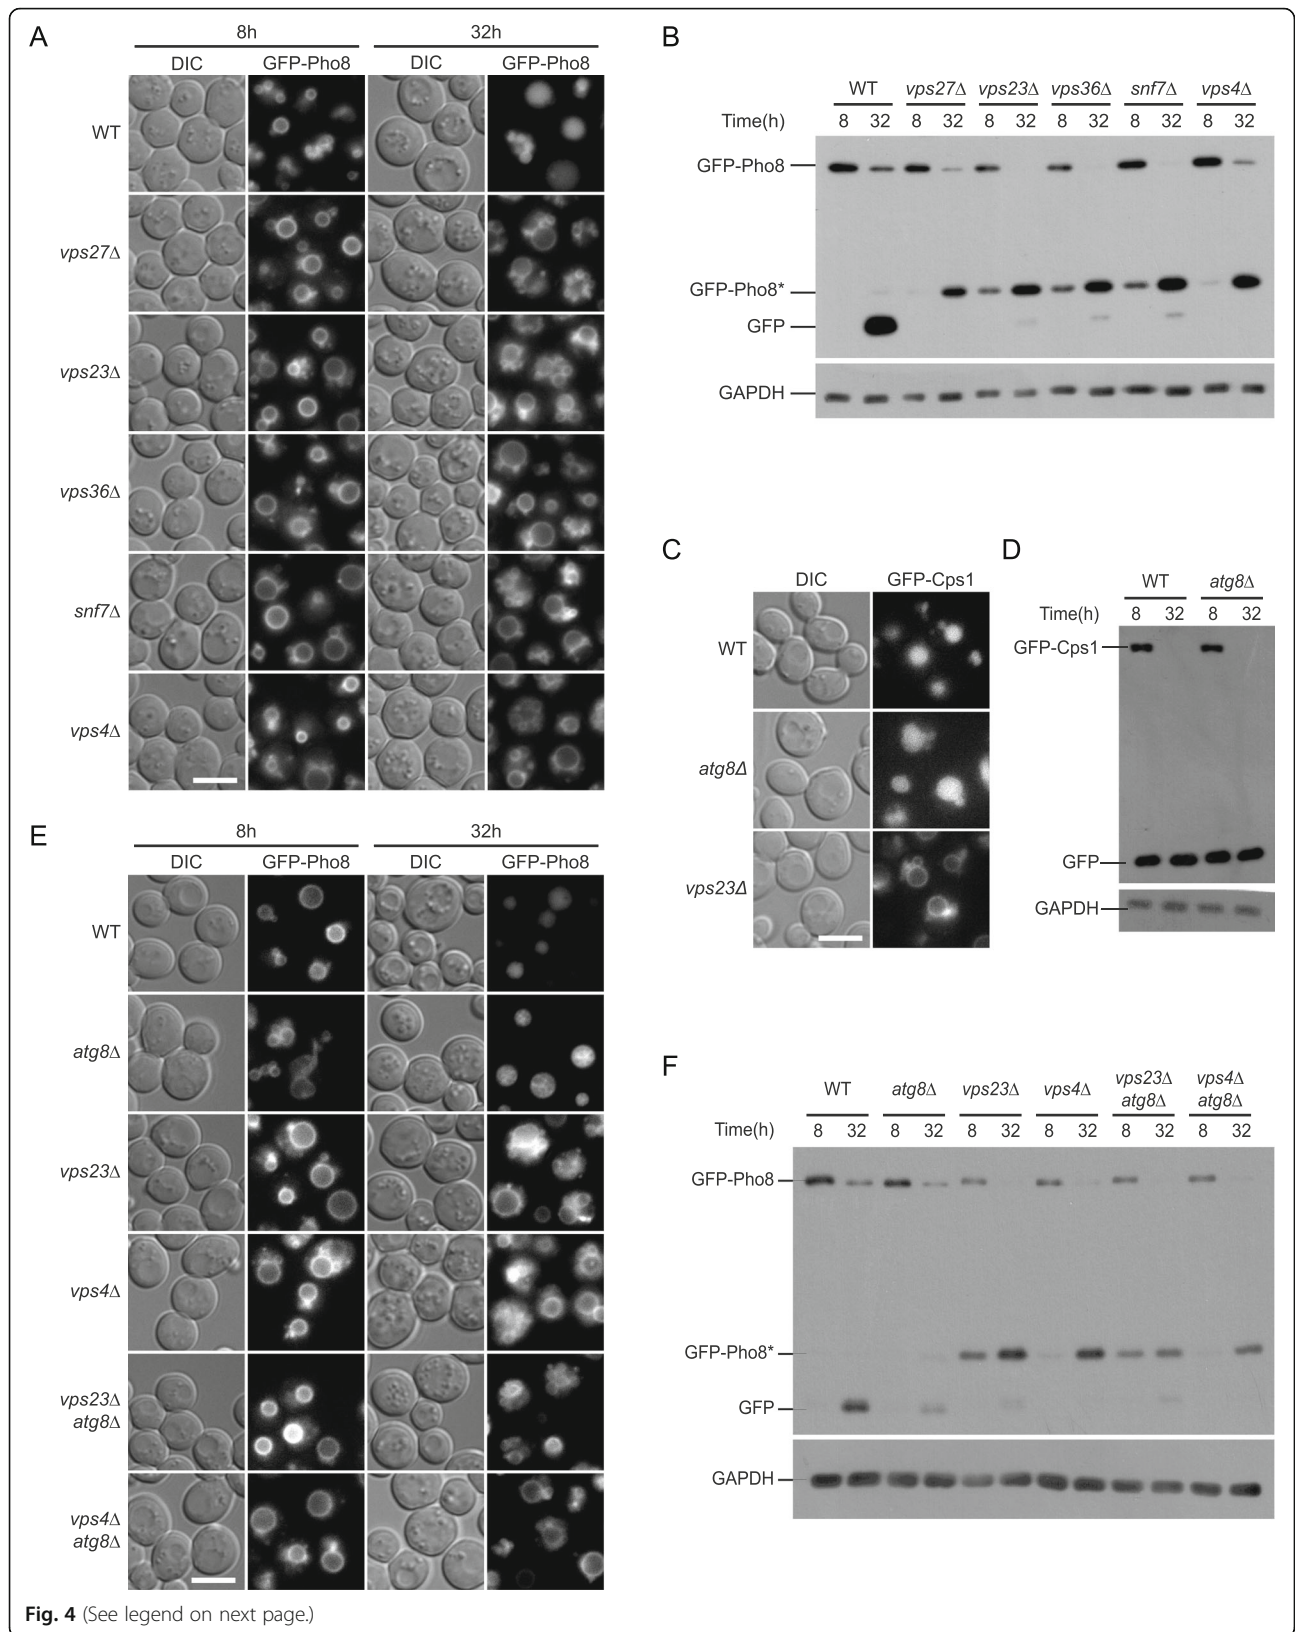 A
8h 32h
DIC GFP-Pho8 DIC GFP-Pho8
WT
vps27Δ
vps23Δ
vps36Δ
snf7Δ
vps4Δ
B
WT vps27Δ vps23Δ vps36Δ snf7Δ vps4Δ
Time(h) 8 32 8 32 8 32 8 32 8 32 8 32
GFP-Pho8
GFP-Pho8*
GFP
GAPDH
C
DIC GFP-Cps1
WT
atg8Δ
vps23Δ
D
WT atg8Δ
Time(h) 8 32 8 32
GFP-Cps1
GFP
GAPDH
E
8h 32h
DIC GFP-Pho8 DIC GFP-Pho8
WT
atg8Δ
vps23Δ
vps4Δ
vps23Δ
atg8Δ
vps4Δ
atg8Δ
F
WT atg8Δ vps23Δ vps4Δ vps23Δ atg8Δ vps4Δ atg8Δ
Time(h) 8 32 8 32 8 32 8 32 8 32 8 32
GFP-Pho8
GFP-Pho8*
GFP
GAPDH
Fig. 4 (See legend on next page.)